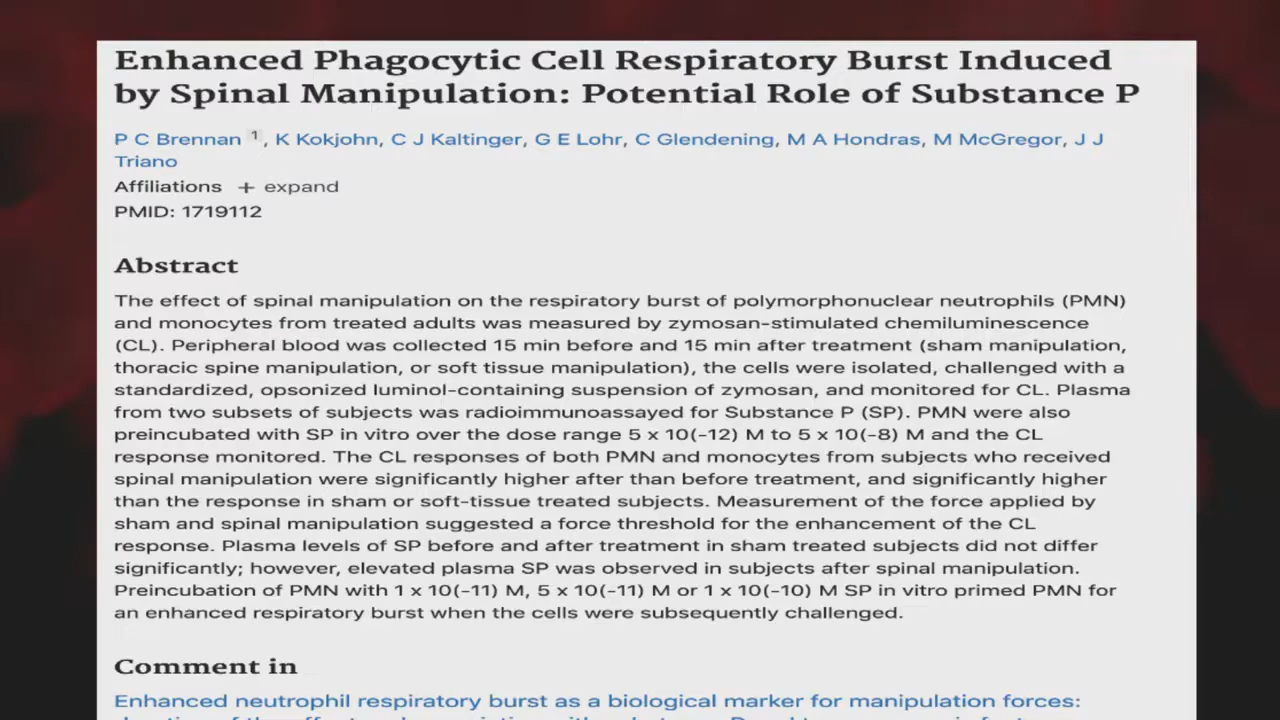 Enhanced Phagocytic Cell Respiratory Burst Induced
by Spinal Manipulation: Potential Role of Substance P
P C Brennan 1, K Kokjohn, C J Kaltinger, G E Lohr, C Glendening, M A Hondras, M McGregor, J J
Triano
Affiliations + expand
PMID: 1719112
Abstract
The effect of spinal manipulation on the respiratory burst of polymorphonuclear neutrophils (PMN)
and monocytes from treated adults was measured by zymosan-stimulated chemiluminescence
(CL). Peripheral blood was collected 15 min before and 15 min after treatment (sham manipulation,
thoracic spine manipulation, or soft tissue manipulation), the cells were isolated, challenged with a
standardized, opsonized luminol-containing suspension of zymosan, and monitored for CL. Plasma
from two subsets of subjects was radioimmunoassayed for Substance P (SP). PMN were also
preincubated with SP in vitro over the dose range 5 x 10(-12) M to 5 x 10(-8) M and the CL
response monitored. The CL responses of both PMN and monocytes from subjects who received
spinal manipulation were significantly higher after than before treatment, and significantly higher
than the response in sham or soft-tissue treated subjects. Measurement of the force applied by
sham and spinal manipulation suggested a force threshold for the enhancement of the CL
response. Plasma levels of SP before and after treatment in sham treated subjects did not differ
significantly; however, elevated plasma SP was observed in subjects after spinal manipulation.
Preincubation of PMN with 1 x 10(-11) M, 5 x 10(-11) M or 1 x 10(-10) M SP in vitro primed PMN for
an enhanced respiratory burst when the cells were subsequently challenged.
Comment in
Enhanced neutrophil respiratory burst as a biological marker for manipulation forces: